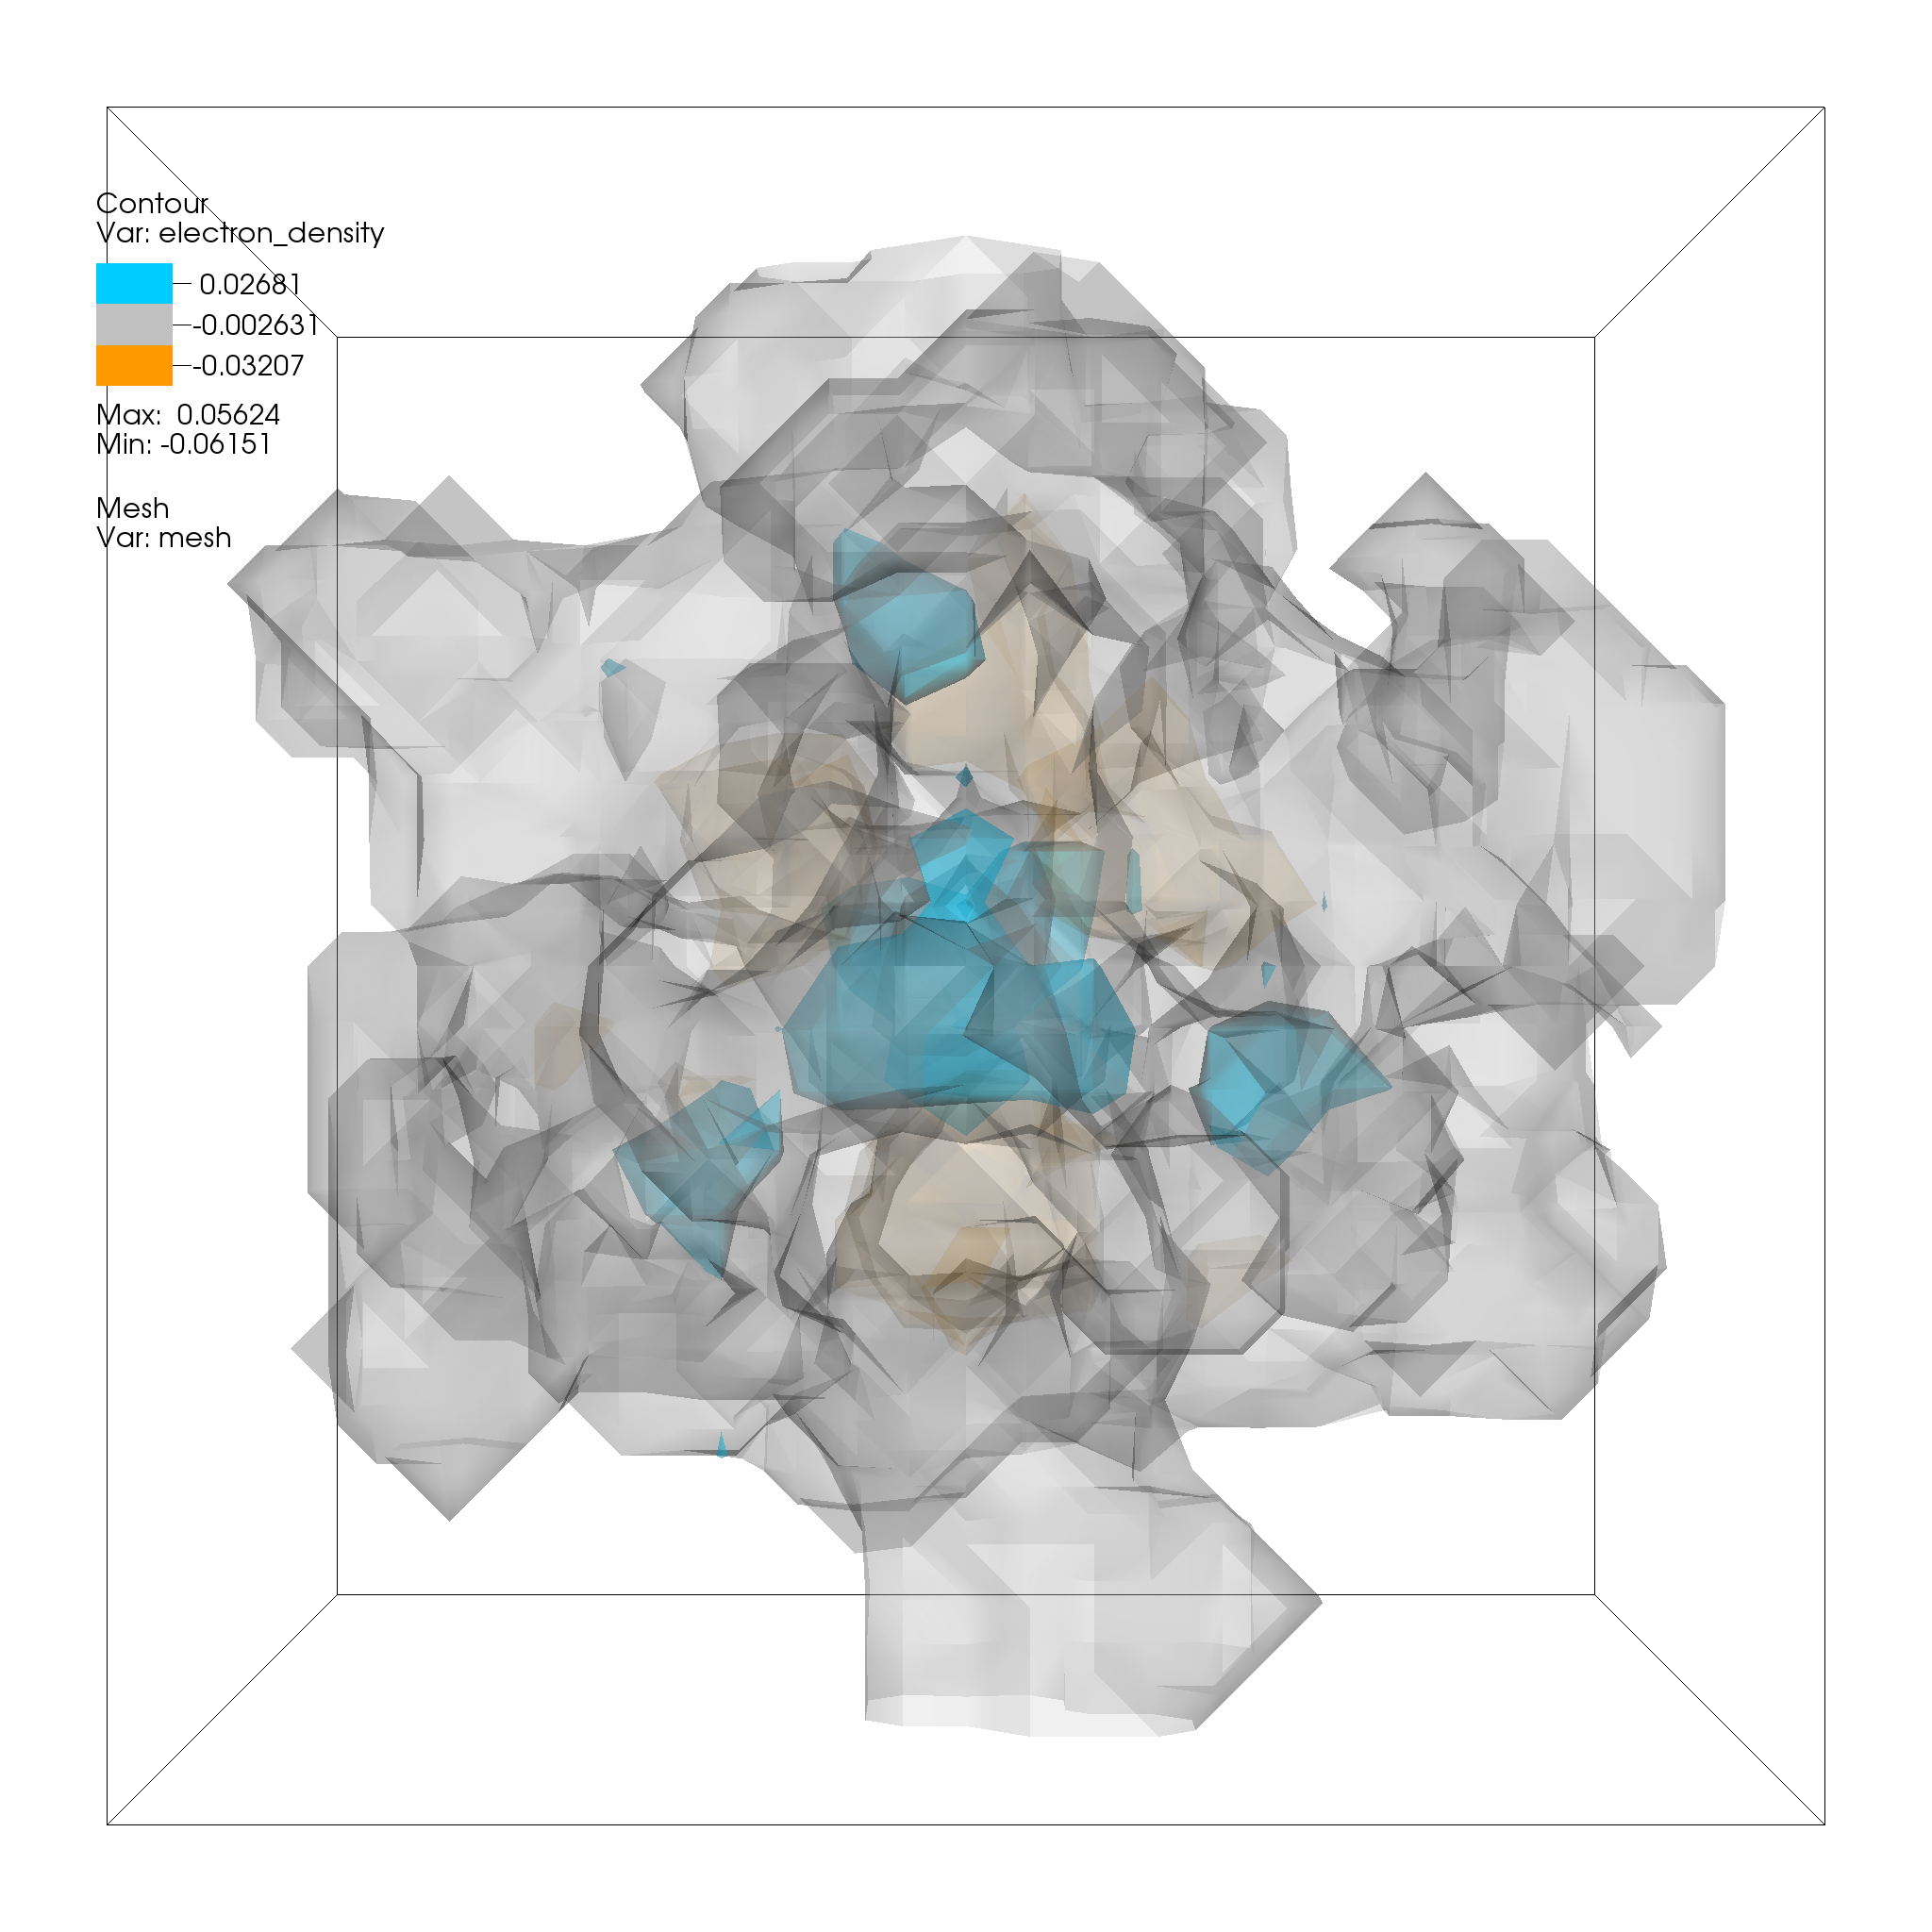 Contour
Var: electron_density
0.02681
-0.002631
-0.03207
Max: 0.05624
Min: -0.06151
Mesh
Var: mesh